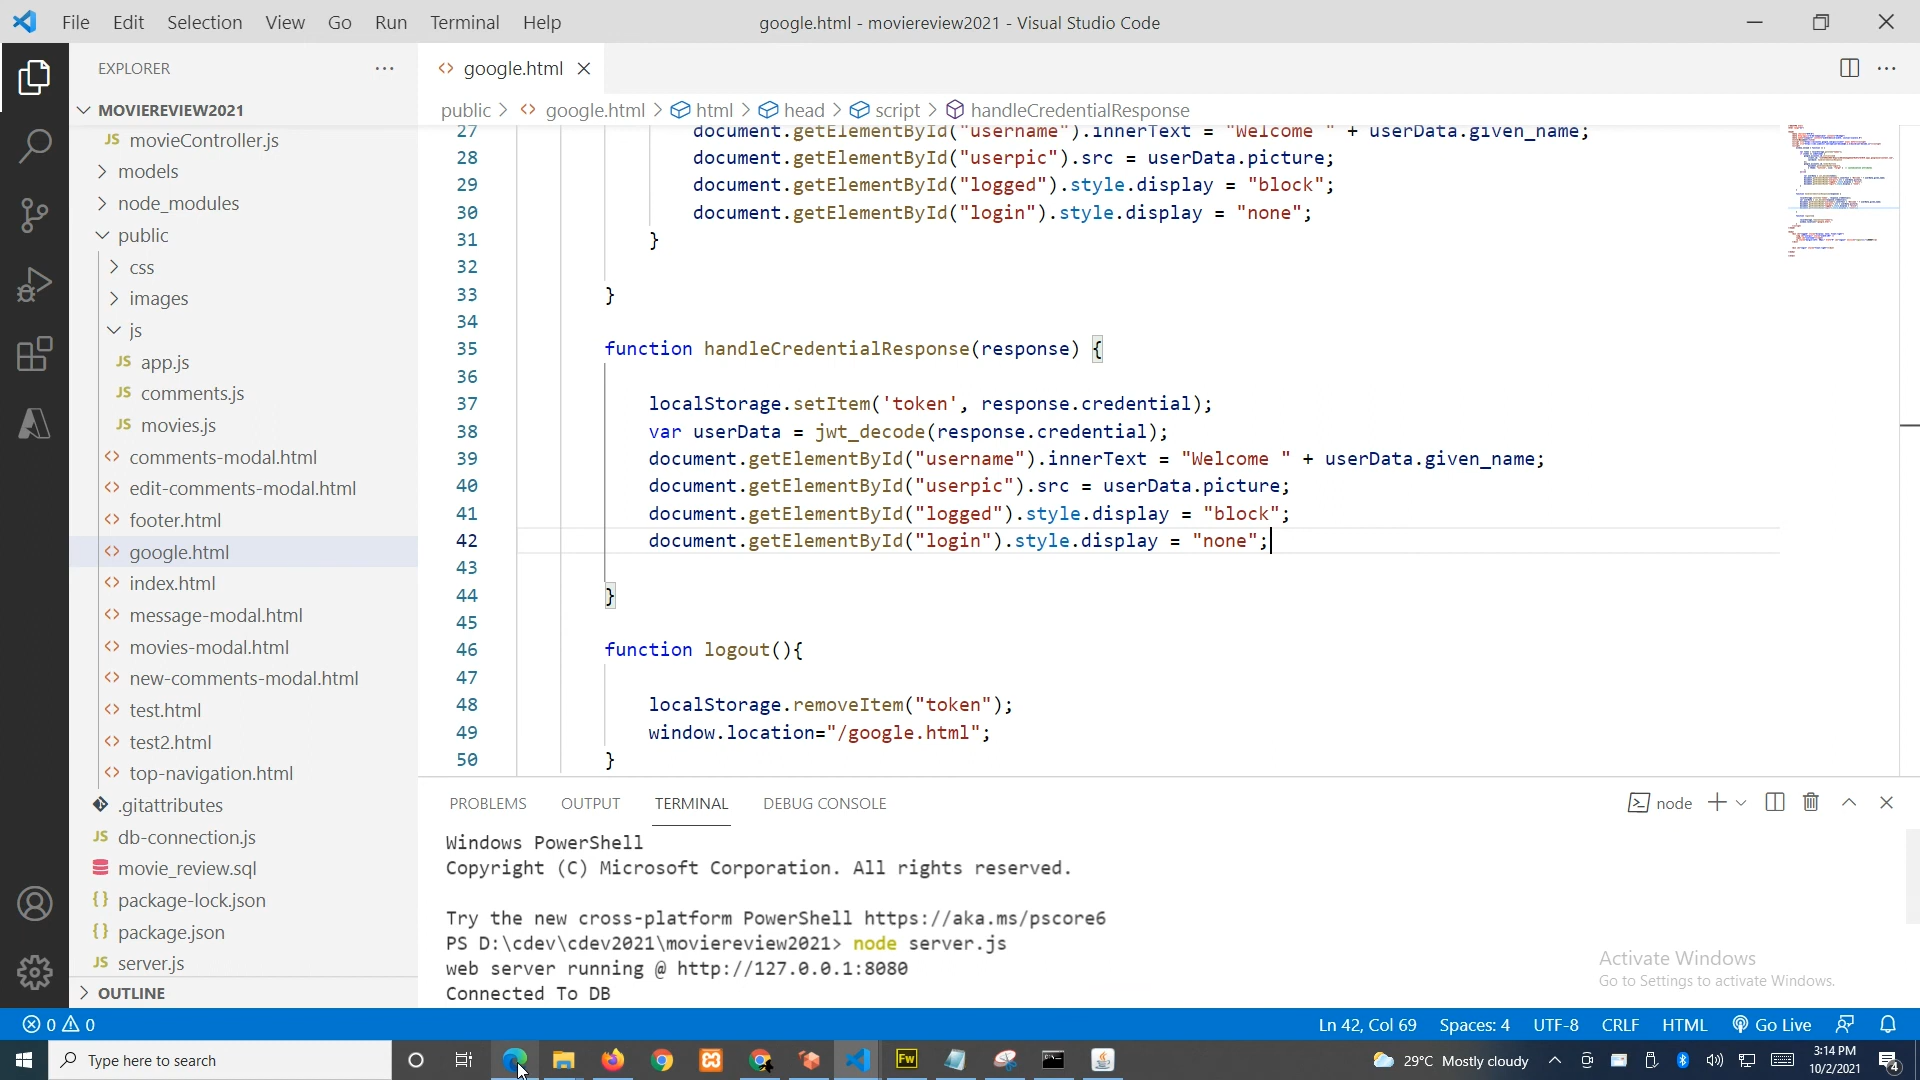 File Edit Selection View Go Run Terminal Help
google.html - moviereview2021 - Visual Studio Code
EXPLORER
MOVIEREVIEW2021
JS movieController.js
models
node_modules
public
css
images
js
JS app.js
JS comments.js
JS movies.js
<> comments-modal.html
<> edit-comments-modal.html
<> footer.html
<> google.html
<> index.html
<> message-modal.html
<> movies-modal.html
<> new-comments-modal.html
<> test.html
<> test2.html
<> top-navigation.html
.gitattributes
JS db-connection.js
movie_review.sql
{} package-lock.json
{} package.json
JS server.js
OUTLINE
<> google.html
public > <> google.html > html > head > script > handleCredentialResponse
27 document.getElementById("username").innerText = "Welcome " + userData.given_name;
28 document.getElementById("userpic").src = userData.picture;
29 document.getElementById("logged").style.display = "block";
30 document.getElementById("login").style.display = "none";
31 }
32
33 }
34
35 function handleCredentialResponse(response) {
36
37 localStorage.setItem('token', response.credential);
38 var userData = jwt_decode(response.credential);
39 document.getElementById("username").innerText = "Welcome " + userData.given_name;
40 document.getElementById("userpic").src = userData.picture;
41 document.getElementById("logged").style.display = "block";
42 document.getElementById("login").style.display = "none";
43
44 }
45
46 function logout(){
47
48 localStorage.removeItem("token");
49 window.location="/google.html";
50 }
PROBLEMS OUTPUT TERMINAL DEBUG CONSOLE
node
Windows PowerShell
Copyright (C) Microsoft Corporation. All rights reserved.
Try the new cross-platform PowerShell https://aka.ms/pscore6
PS D:\cdev\cdev2021\moviereview2021> node server.js
web server running @ http://127.0.0.1:8080
Connected To DB
Activate Windows
Go to Settings to activate Windows.
0 0
Ln 42, Col 69 Spaces: 4 UTF-8 CRLF HTML Go Live
Type here to search
Fw
29°C Mostly cloudy
3:14 PM
10/2/2021
4